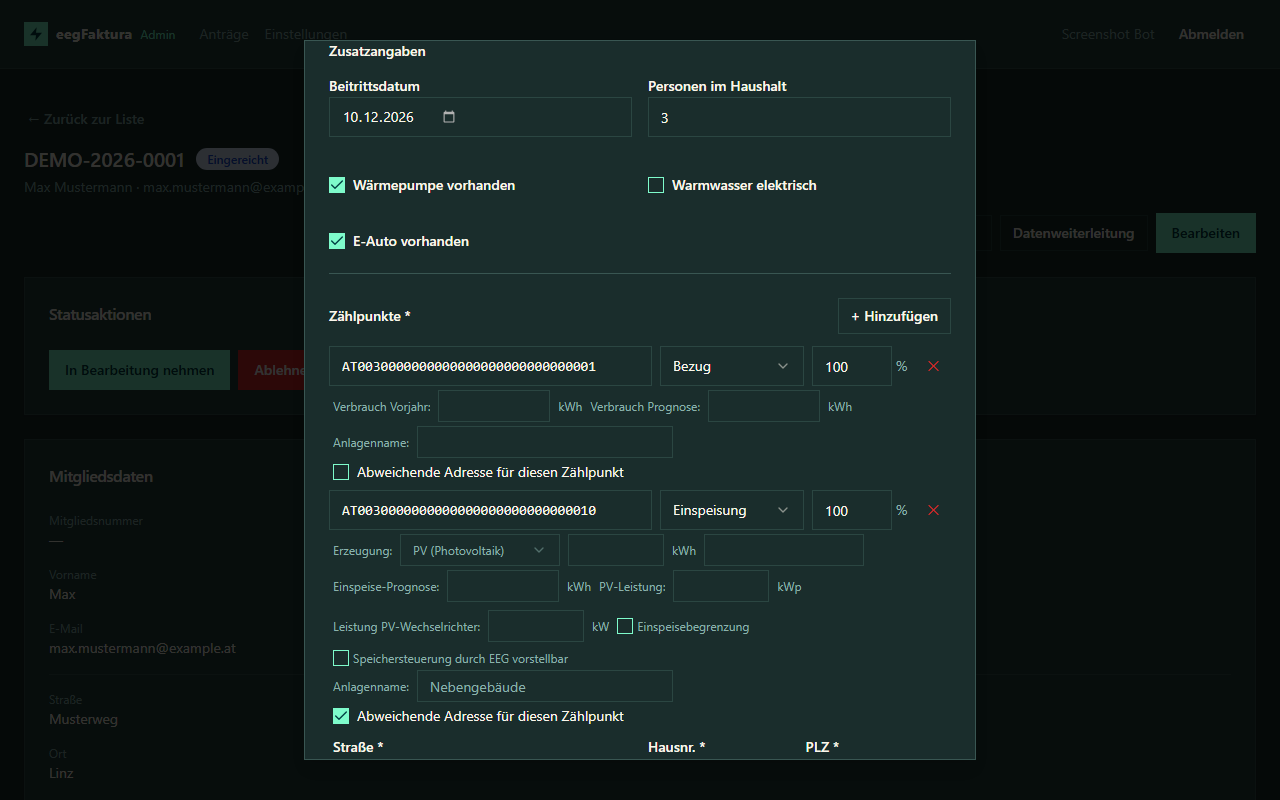 eegFaktura Admin Anträge Einstellungen Screenshot Bot Abmelden
← Zurück zur Liste
DEMO-2026-0001 Eingereicht
Max Mustermann · max.mustermann@examp
Datenweiterleitung Bearbeiten
Statusaktionen
In Bearbeitung nehmen Ablehne
Mitgliedsdaten
Mitgliedsnummer
—
Vorname
Max
E-Mail
max.mustermann@example.at
Straße
Musterweg
Ort
Linz
Zusatzangaben
Beitrittsdatum Personen im Haushalt
10.12.2026 3
Wärmepumpe vorhanden Warmwasser elektrisch
E-Auto vorhanden
Zählpunkte * + Hinzufügen
AT0030000000000000000000000000001 Bezug 100 %
Verbrauch Vorjahr: kWh Verbrauch Prognose: kWh
Anlagenname:
Abweichende Adresse für diesen Zählpunkt
AT0030000000000000000000000000010 Einspeisung 100 %
Erzeugung: PV (Photovoltaik) kWh
Einspeise-Prognose: kWh PV-Leistung: kWp
Leistung PV-Wechselrichter: kW Einspeisebegrenzung
Speichersteuerung durch EEG vorstellbar
Anlagenname: Nebengebäude
Abweichende Adresse für diesen Zählpunkt
Straße * Hausnr. * PLZ *